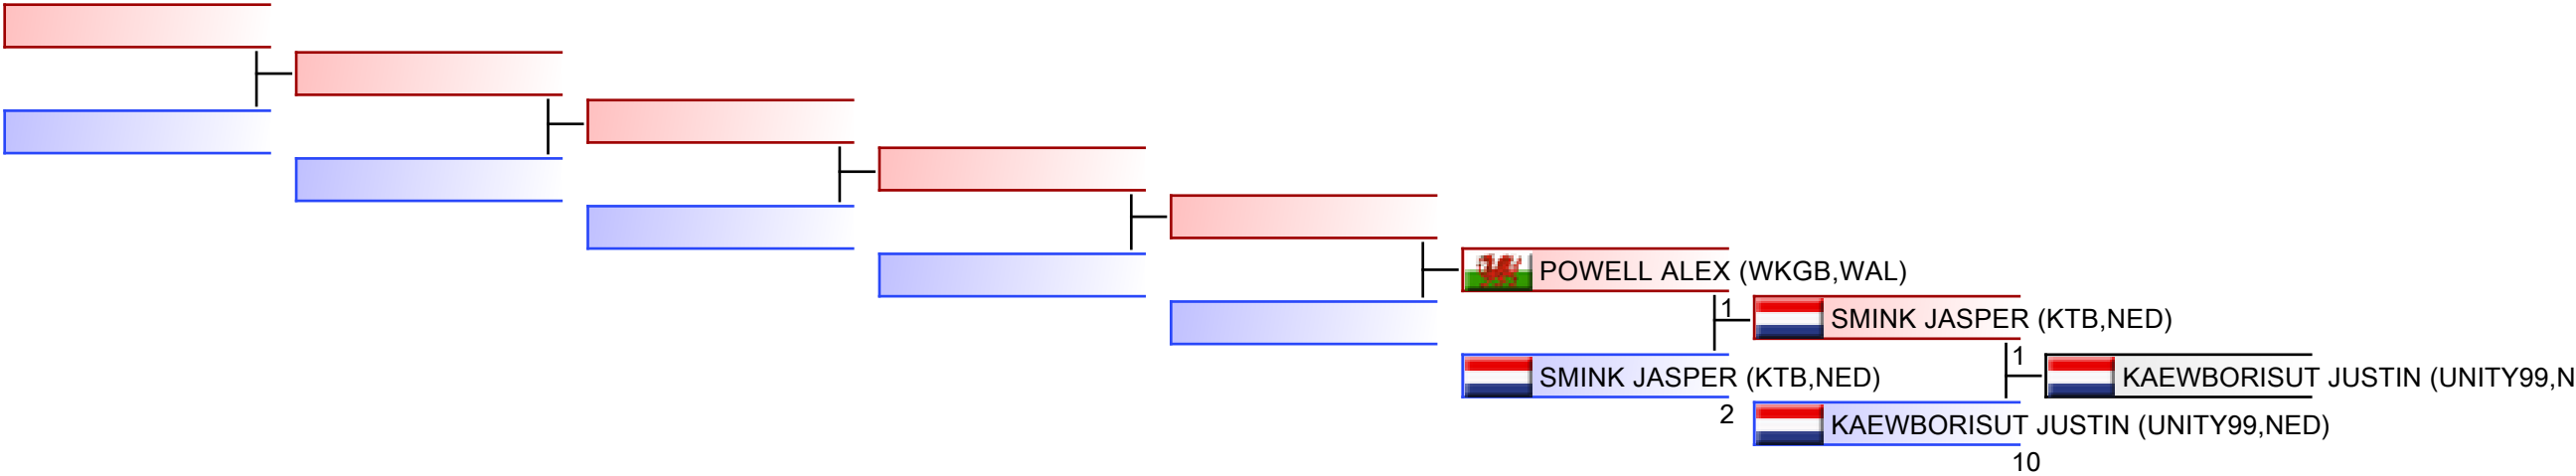 POWELL ALEX (WKGB,WAL)
1
SMINK JASPER (KTB,NED)
1
SMINK JASPER (KTB,NED)
KAEWBORISUT JUSTIN (UNITY99,N
2
KAEWBORISUT JUSTIN (UNITY99,NED)
10